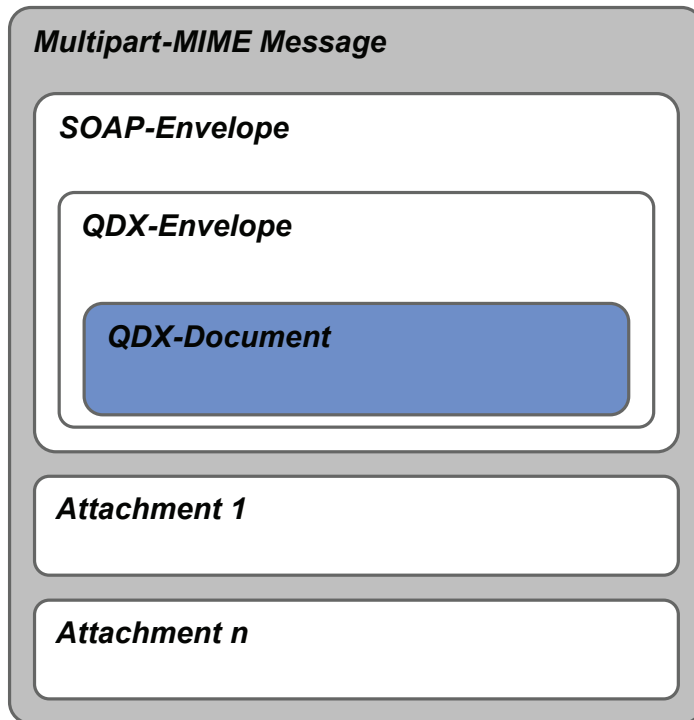 Multipart-MIME Message
SOAP-Envelope
QDX-Envelope
QDX-Document
Attachment 1
Attachment n